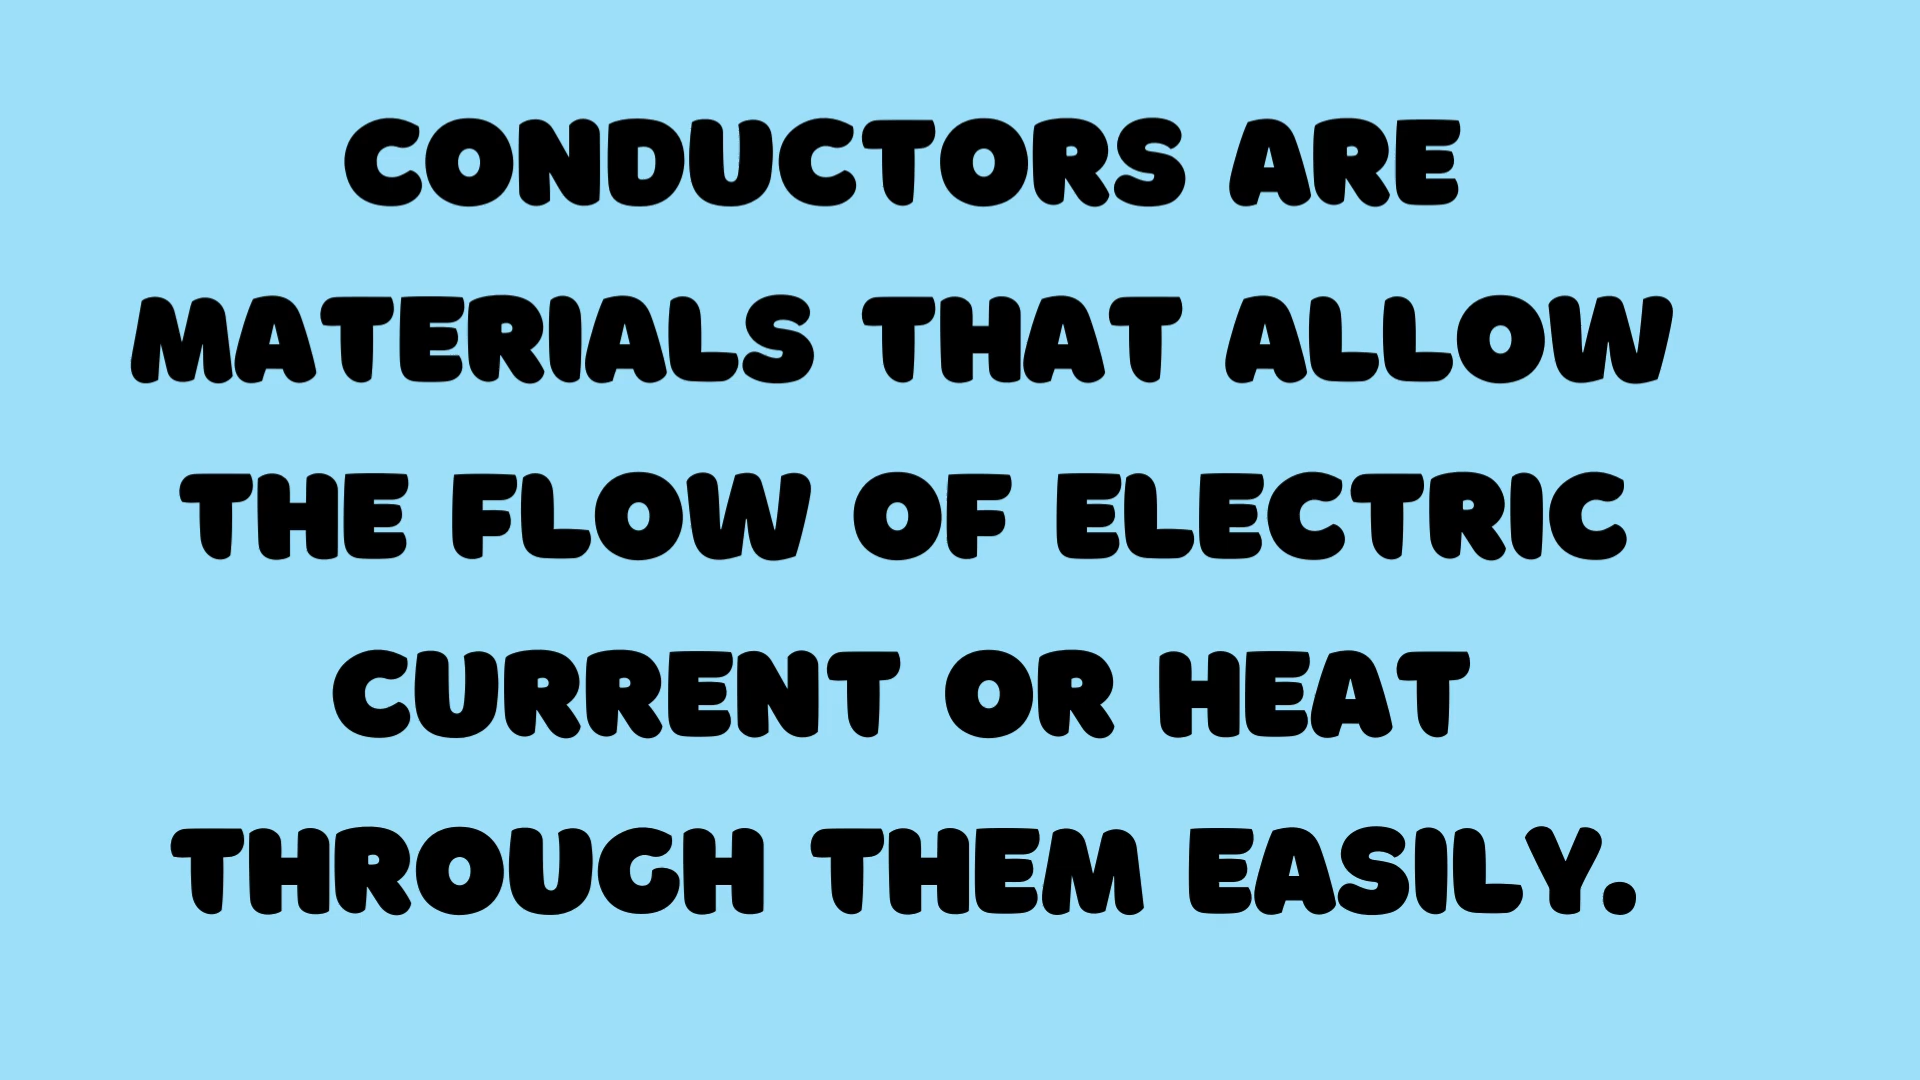 CONDUCTORS ARE
MATERIALS THAT ALLOW
THE FLOW OF ELECTRIC
CURRENT OR HEAT
THROUGH THEM EASILY.